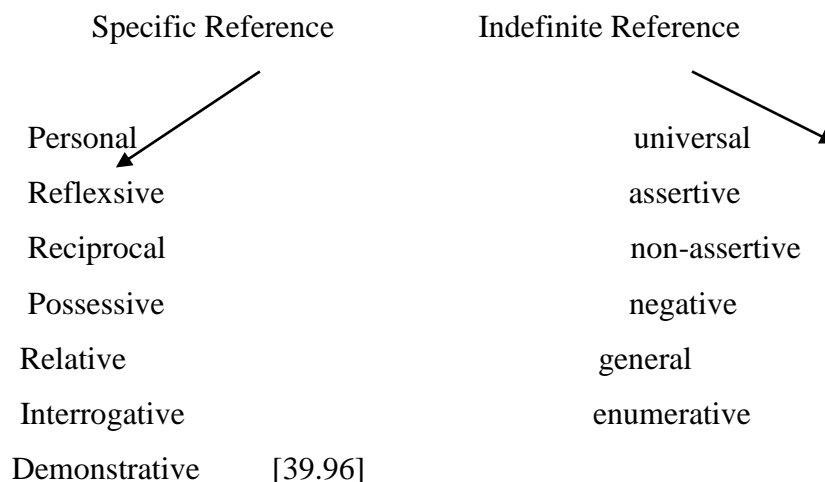 Specific Reference Indefinite Reference
Personal universal
Reflexsive assertive
Reciprocal non-assertive
Possessive negative
Relative general
Interrogative enumerative
Demonstrative [39.96]